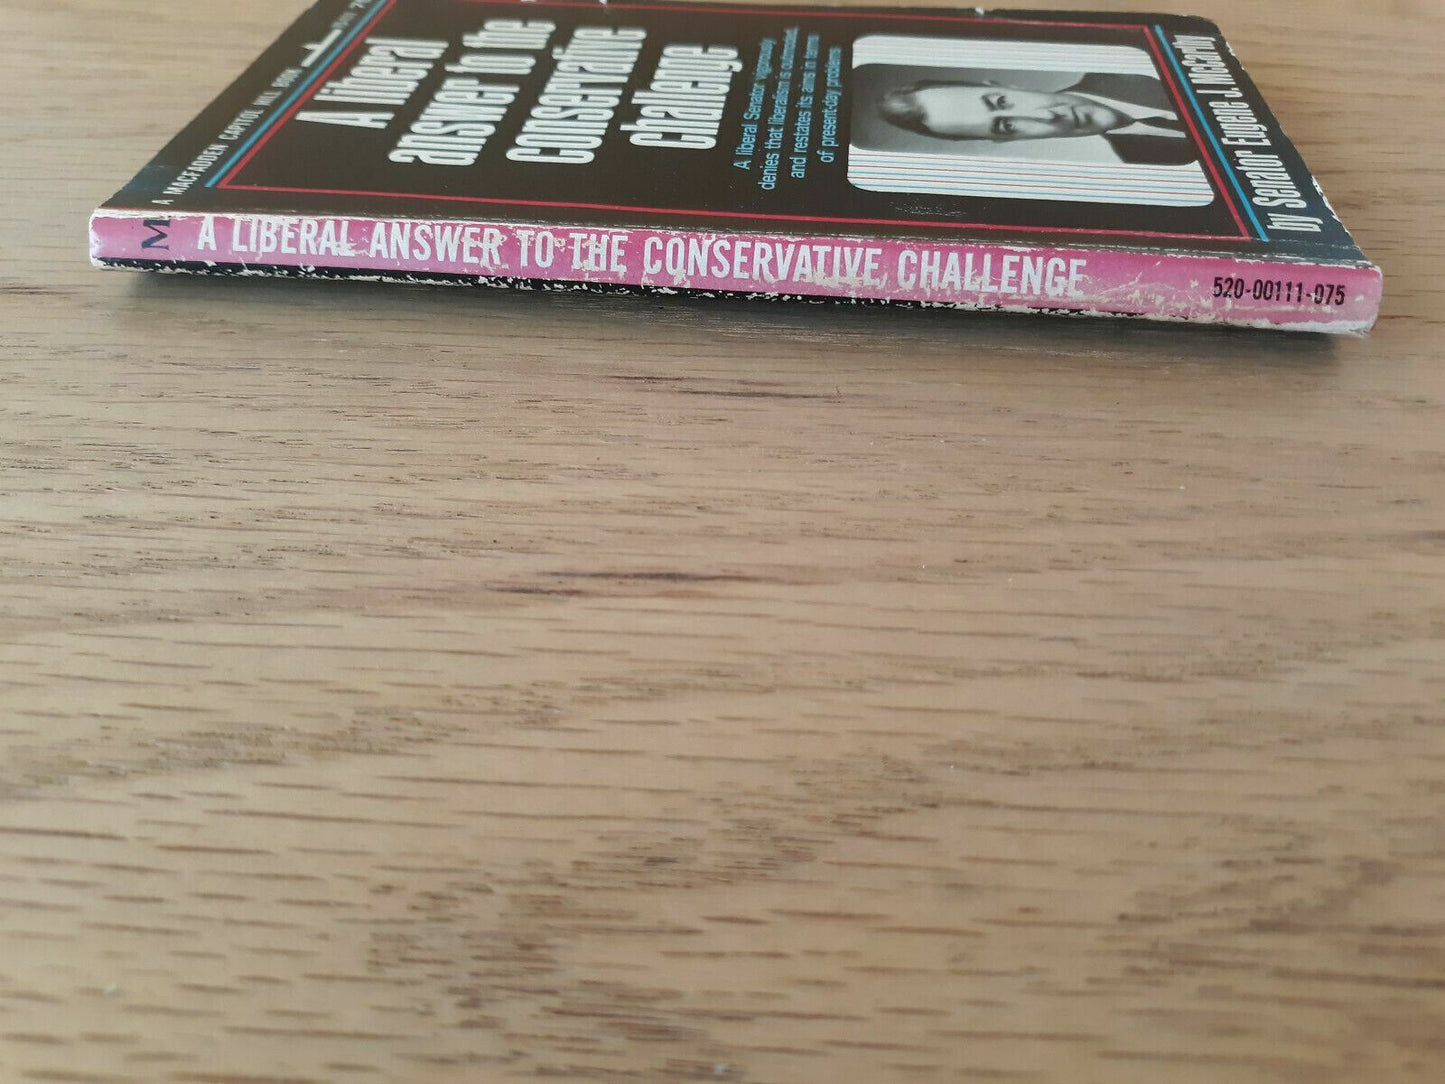 A MACFADDEN CAPITOL HILL BOOK
A liberal
answer to the
conservative
challenge
A liberal Senator vigorously
denies that liberalism is outmoded,
and restates its aims in terms
of present-day problems
by Senator Eugene J. McCarthy
M A LIBERAL ANSWER TO THE CONSERVATIVE CHALLENGE 520-00111-075